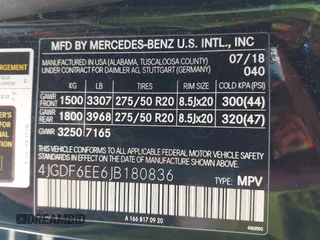 MFD BY MERCEDES-BENZ U.S. INTL., INC
MANUFACTURED IN USA (ALABAMA, TUSCALOOSA COUNTY) 07/18
UNDER CONTRACT FOR DAIMLER AG, STUTTGART (GERMANY) 040
KG LB TIRES RIM SIZE COLD KPA (PSI)
GAWR FRONT 1500 3307 275/50 R20 8.5Jx20 300(44)
GAWR REAR 1800 3968 275/50 R20 8.5Jx20 320(47)
GVWR 3250 7165
THIS VEHICLE CONFORMS TO ALL APPLICABLE FEDERAL MOTOR VEHICLE
SAFETY STANDARDS IN EFFECT ON THE DATE OF MANUFACTURE SHOWN ABOVE.
4JGDF6EE6JB180836
TYPE: MPV
A 166 817 09 20